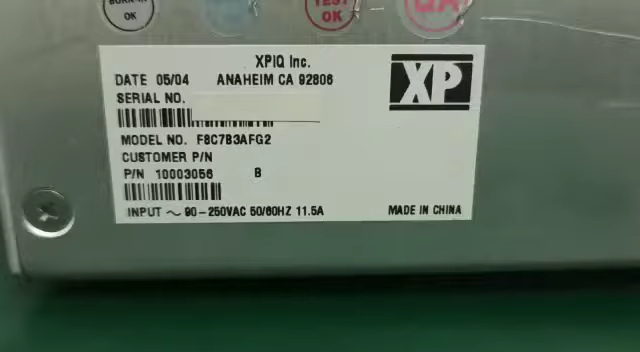 BURN-IN
OK
TEST
OK
QA
XPIQ Inc.
DATE 05/04 ANAHEIM CA 92806
XP
SERIAL NO.
MODEL NO. F8C7B3AFG2
CUSTOMER P/N
P/N 10003056 B
INPUT ~ 90-250VAC 50/60HZ 11.5A MADE IN CHINA